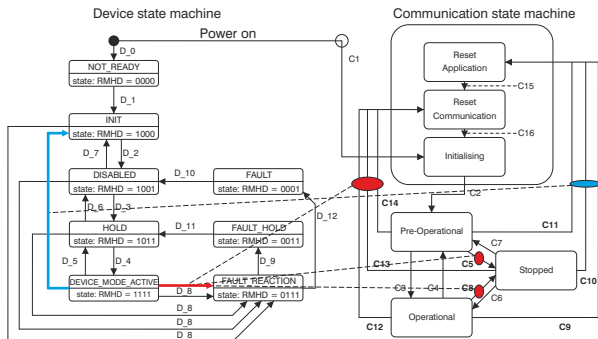 Device state machine
Communication state machine
Power on
C1
D_0
NOT_READY
state: RMHD = 0000
Reset
Application
C15
D_1
INIT
state: RMHD = 1000
Reset
Communication
C16
D_7
D_2
Initialising
DISABLED
state: RMHD = 1001
D_10
FAULT
state: RMHD = 0001
C2
C14
D_6
D_3
D_12
HOLD
state: RMHD = 1011
D_11
FAULT_HOLD
state: RMHD = 0011
Pre-Operational
C11
C7
D_5
D_4
D_9
C13
C5
Stopped
C10
DEVICE_MODE_ACTIVE
state: RMHD = 1111
D_8
FAULT_REACTION
state: RMHD = 0111
C3
C4
C8
C6
D_8
D_8
D_8
C12
Operational
C9